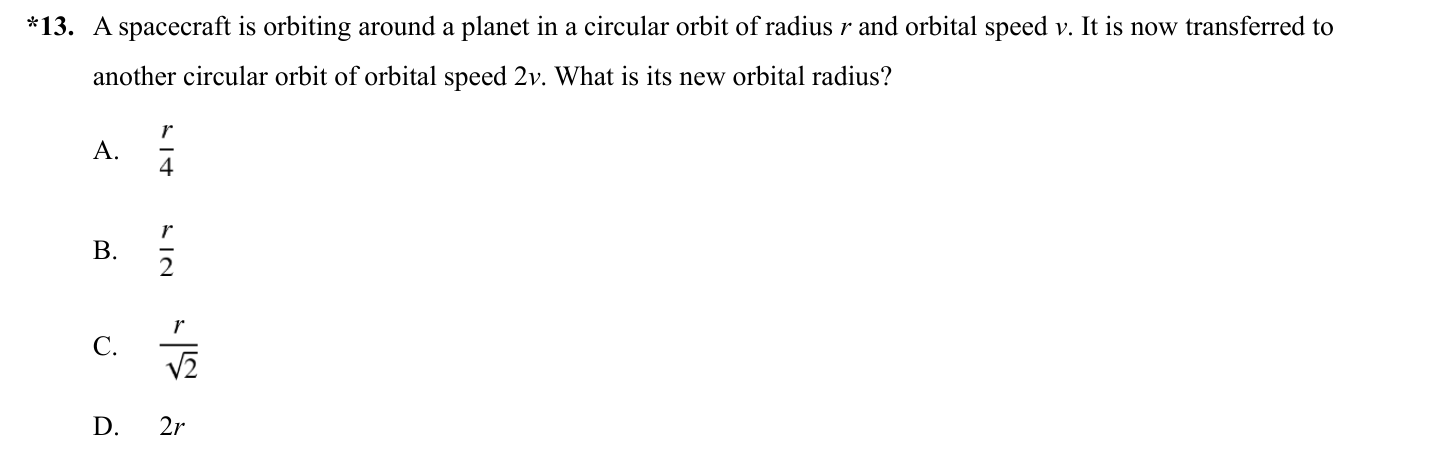 *13. A spacecraft is orbiting around a planet in a circular orbit of radius r and orbital speed v. It is now transferred to
another circular orbit of orbital speed 2v. What is its new orbital radius?
A. r/4
B. r/2
C. r/√2
D. 2r